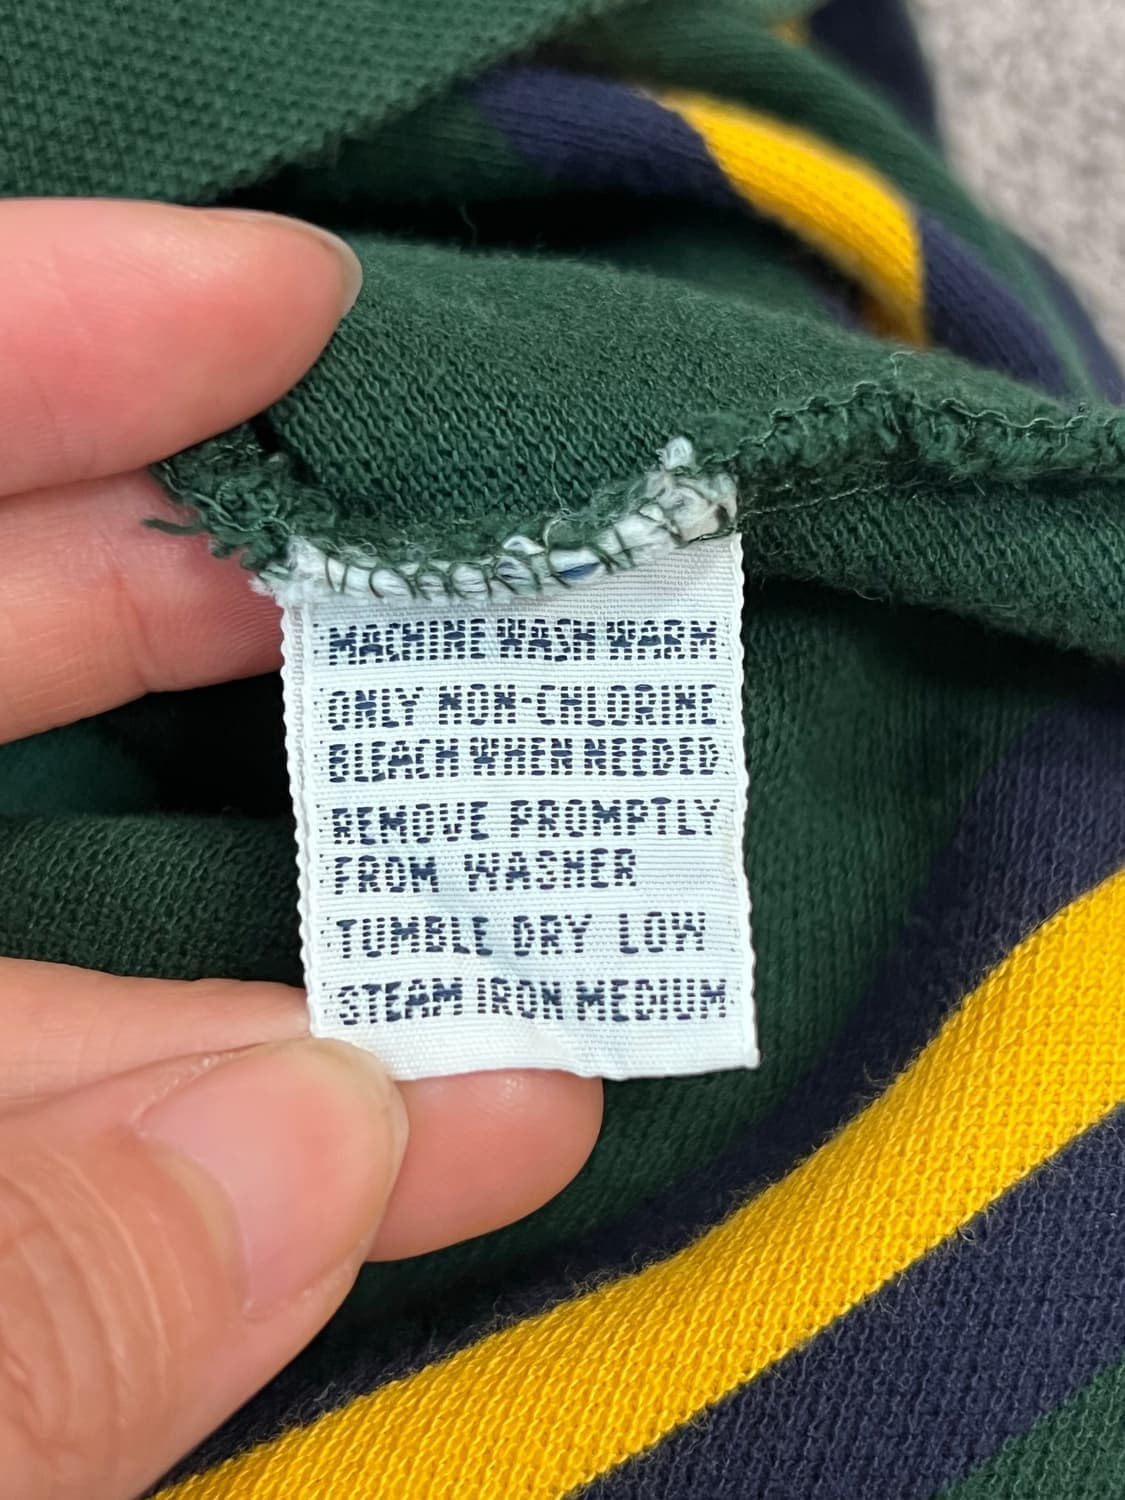 MACHINE WASH WARM
ONLY NON-CHLORINE
BLEACH WHEN NEEDED
REMOVE PROMPTLY
FROM WASHER
TUMBLE DRY LOW
STEAM IRON MEDIUM